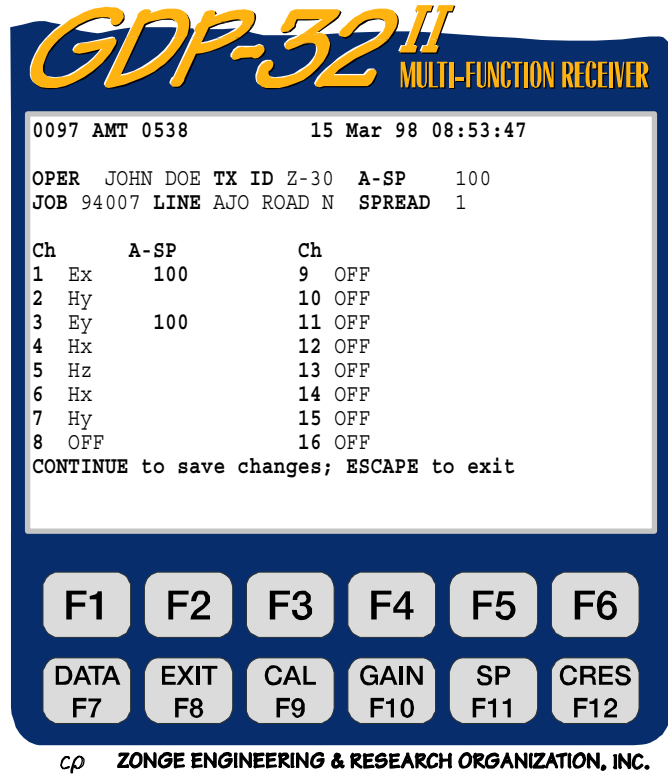 GDP-32 II
MULTI-FUNCTION RECEIVER
0097 AMT 0538 15 Mar 98 08:53:47
OPER JOHN DOE TX ID Z-30 A-SP 100
JOB 94007 LINE AJO ROAD N SPREAD 1
Ch A-SP Ch
1 Ex 100 9 OFF
2 Hy 10 OFF
3 Ey 100 11 OFF
4 Hx 12 OFF
5 Hz 13 OFF
6 Hx 14 OFF
7 Hy 15 OFF
8 OFF 16 OFF
CONTINUE to save changes; ESCAPE to exit
F1 F2 F3 F4 F5 F6
DATA EXIT CAL GAIN SP CRES
F7 F8 F9 F10 F11 F12
ZONGE ENGINEERING & RESEARCH ORGANIZATION, INC.